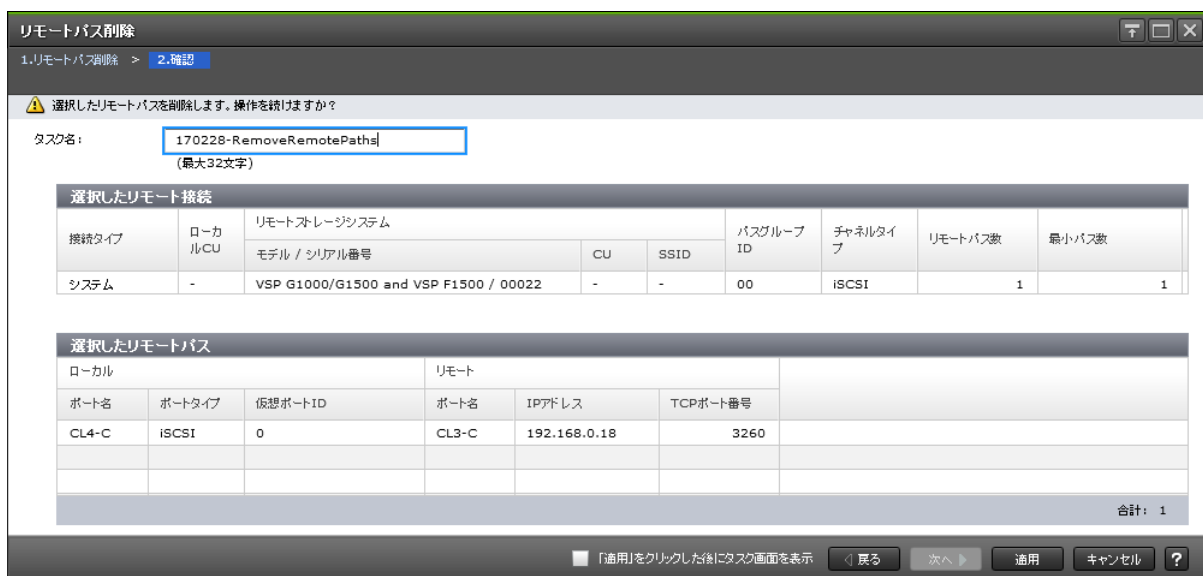 リモートパス削除
1.リモートパス削除 > 2.確認
選択したリモートパスを削除します。操作を続けますか？
タスク名: 170228-RemoveRemotePaths
(最大32文字)
選択したリモート接続
接続タイプ ローカルCU リモートストレージシステム パスグループID チャネルタイプ リモートパス数 最小パス数
モデル / シリアル番号 CU SSID
システム - VSP G1000/G1500 and VSP F1500 / 00022 - - 00 iSCSI 1 1
選択したリモートパス
ローカル リモート
ポート名 ポートタイプ 仮想ポートID ポート名 IPアドレス TCPポート番号
CL4-C iSCSI 0 CL3-C 192.168.0.18 3260
合計: 1
「適用」をクリックした後にタスク画面を表示 戻る 次へ 適用 キャンセル ?